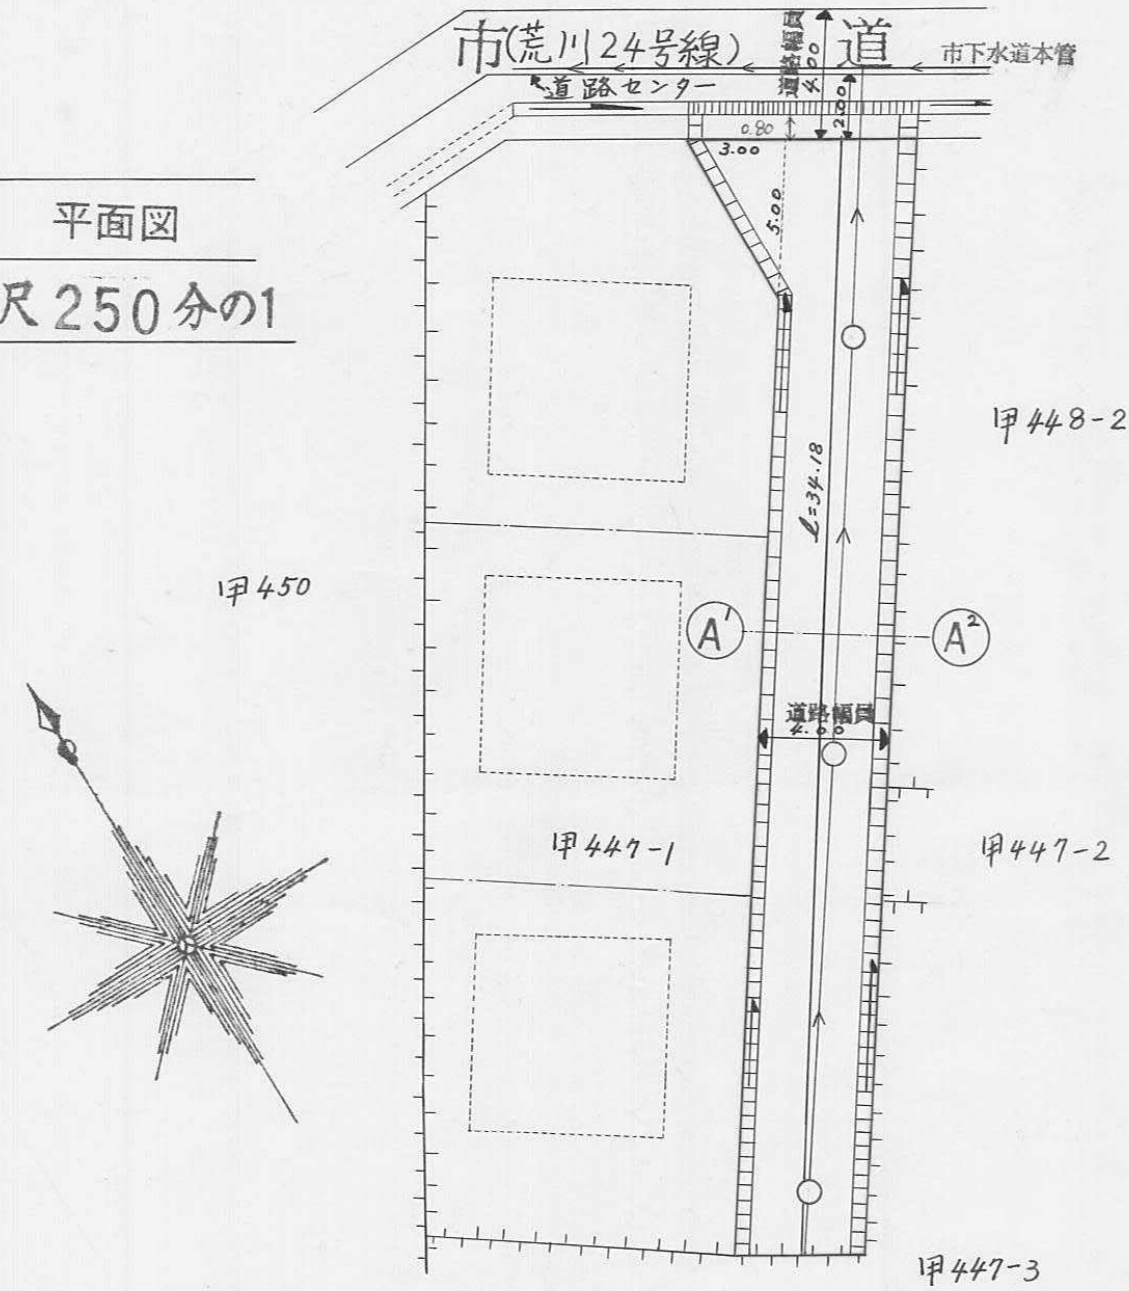 市(荒川24号線) 道
道路幅員
4.00
2.00
市下水道本管
道路センター
0.80
3.00
5.00
平面図
尺 250分の1
甲448-2
l=34.18
甲450
A1
A2
道路幅員
4.00
甲447-1
甲447-2
甲447-3